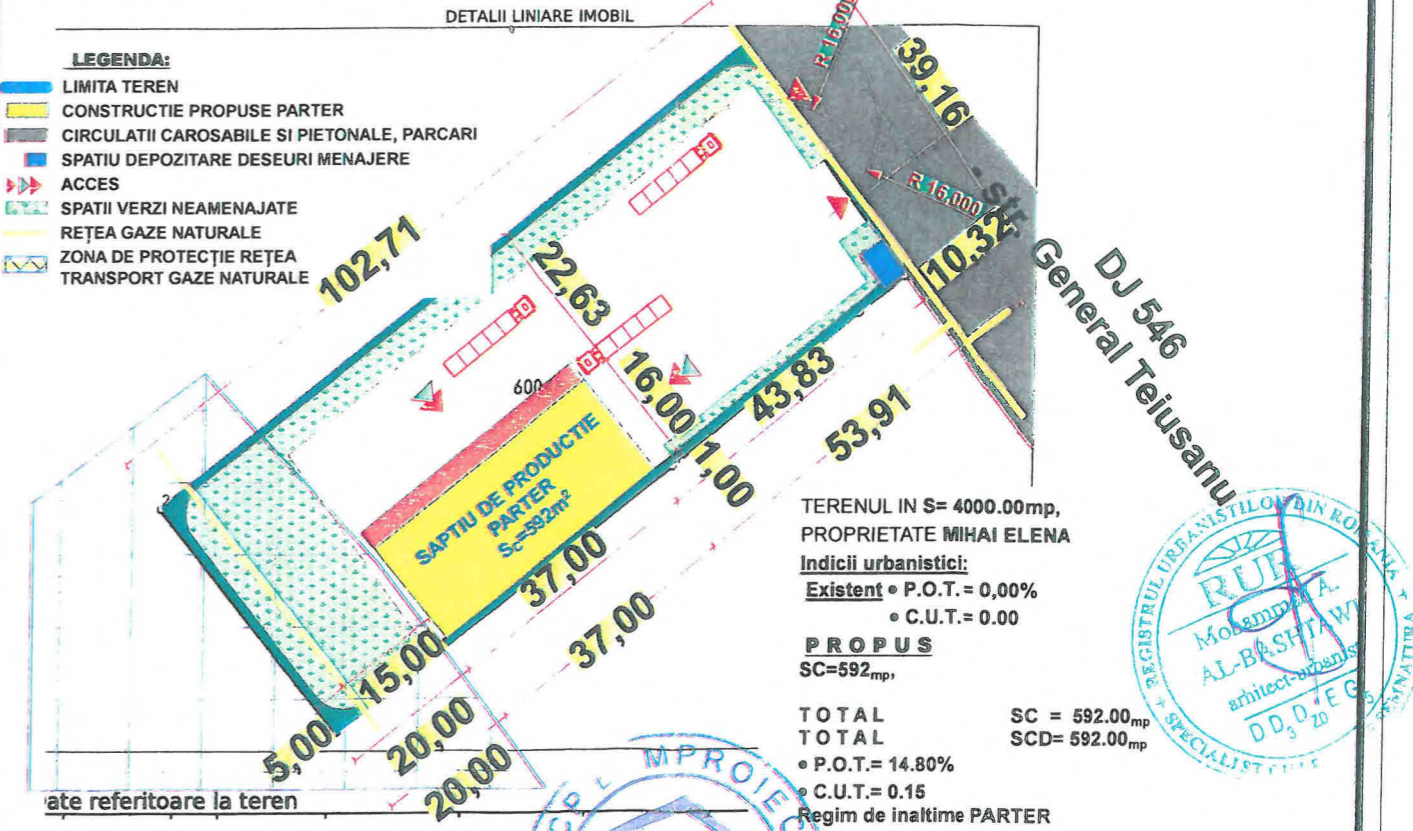 DETALII LINIARE IMOBIL
LEGENDA:
LIMITA TEREN
CONSTRUCTIE PROPUSE PARTER
CIRCULATII CAROSABILE SI PIETONALE, PARCARI
SPATIU DEPOZITARE DESEURI MENAJERE
ACCES
SPATII VERZI NEAMENAJATE
REȚEA GAZE NATURALE
ZONA DE PROTECȚIE REȚEA
TRANSPORT GAZE NATURALE
102,71
R 16,000
39,16
R 16,000
10,32
- str. General Teiusanu
DJ 546
22,63
16,00
1,00
600
43,83
53,91
SAPTIU DE PRODUCTIE
PARTER
Sc=592m²
37,00
37,00
15,00
5,00
20,00
20,00
2
TERENUL IN S= 4000.00mp,
PROPRIETATE MIHAI ELENA
Indicii urbanistici:
Existent • P.O.T.= 0,00%
• C.U.T.= 0.00
PROPUS
SC=592mp,
TOTAL SC = 592.00mp
TOTAL SCD= 592.00mp
• P.O.T.= 14.80%
• C.U.T.= 0.15
Regim de inaltime PARTER
ate referitoare la teren
MPROIEC
REGISTRUL URBANISTILOR DIN ROMÂNIA
RUR
Mohammad A.
AL-BASHTAWI
arhitect-urbanist
SPECIALIST